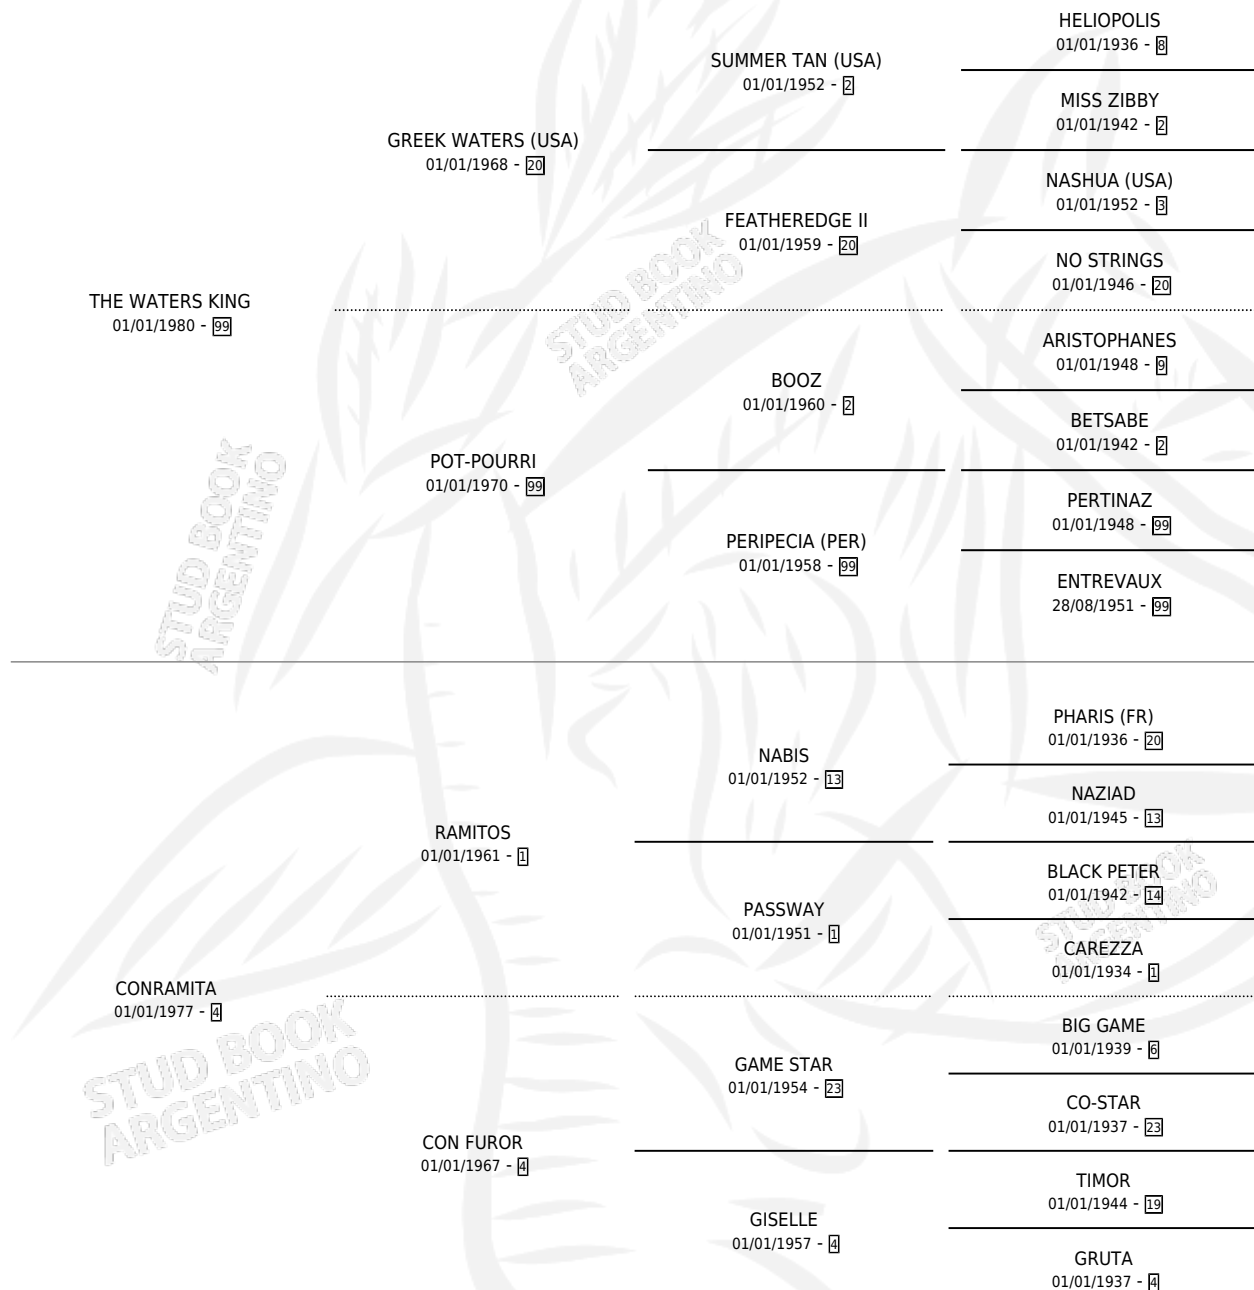 HELIOPOLIS
01/01/1936 - 8
SUMMER TAN (USA)
01/01/1952 - 2
MISS ZIBBY
01/01/1942 - 2
GREEK WATERS (USA)
01/01/1968 - 20
NASHUA (USA)
01/01/1952 - 3
FEATHEREDGE II
01/01/1959 - 20
NO STRINGS
01/01/1946 - 20
THE WATERS KING
01/01/1980 - 99
STUD BOOK
ARGENTINO
ARISTOPHANES
01/01/1948 - 9
BOOZ
01/01/1960 - 2
BETSABE
01/01/1942 - 2
POT-POURRI
01/01/1970 - 99
PERTINAZ
01/01/1948 - 99
PERIPECIA (PER)
01/01/1958 - 99
ENTREVAUX
28/08/1951 - 99
STUD BOOK
ARGENTINO
PHARIS (FR)
01/01/1936 - 20
NABIS
01/01/1952 - 13
NAZIAD
01/01/1945 - 13
RAMITOS
01/01/1961 - 1
BLACK PETER
01/01/1942 - 14
PASSWAY
01/01/1951 - 1
CAREZZA
01/01/1934 - 1
STUD BOOK
ARGENTINO
CONRAMITA
01/01/1977 - 4
STUD BOOK
ARGENTINO
BIG GAME
01/01/1939 - 6
GAME STAR
01/01/1954 - 23
CO-STAR
01/01/1937 - 23
CON FUROR
01/01/1967 - 4
TIMOR
01/01/1944 - 19
GISELLE
01/01/1957 - 4
GRUTA
01/01/1937 - 4